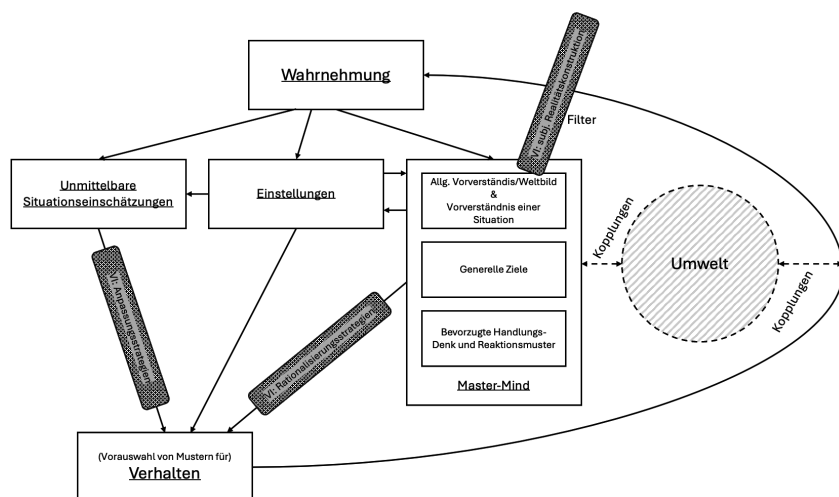 Wahrnehmung
VI: subj. Realitätskonstruktion
Filter
Unmittelbare
Situationseinschätzungen
Einstellungen
Allg. Vorverständis/Weltbild
&
Vorverständnis einer
Situation
Generelle Ziele
Bevorzugte Handlungs-
Denk und Reaktionsmuster
Master-Mind
Kopplungen
Umwelt
Kopplungen
VI: Anpassungsstrategien
VI: Rationalisierungsstrategien
(Vorauswahl von Mustern für)
Verhalten